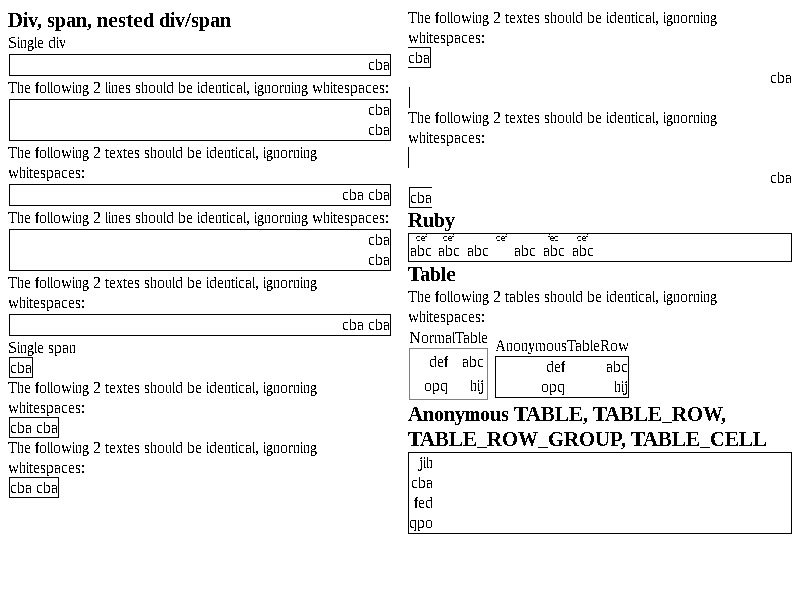 Div, span, nested div/span
Single div
cba
The following 2 lines should be identical, ignorning whitespaces:
cba
cba
The following 2 textes should be identical, ignorning
whitespaces:
cba cba
The following 2 lines should be identical, ignorning whitespaces:
cba
cba
The following 2 textes should be identical, ignorning
whitespaces:
cba cba
Single span
cba
The following 2 textes should be identical, ignorning
whitespaces:
cba cba
The following 2 textes should be identical, ignorning
whitespaces:
cba cba
The following 2 textes should be identical, ignorning
whitespaces:
cba
cba
The following 2 textes should be identical, ignorning
whitespaces:
cba
cba
Ruby
def def def fed def
abc abc abc abc abc abc
Table
The following 2 tables should be identical, ignorning
whitespaces:
NormalTable
def abc
opq hij
AnonymousTableRow
def abc
opq hij
Anonymous TABLE, TABLE_ROW,
TABLE_ROW_GROUP, TABLE_CELL
jih
cba
fed
qpo